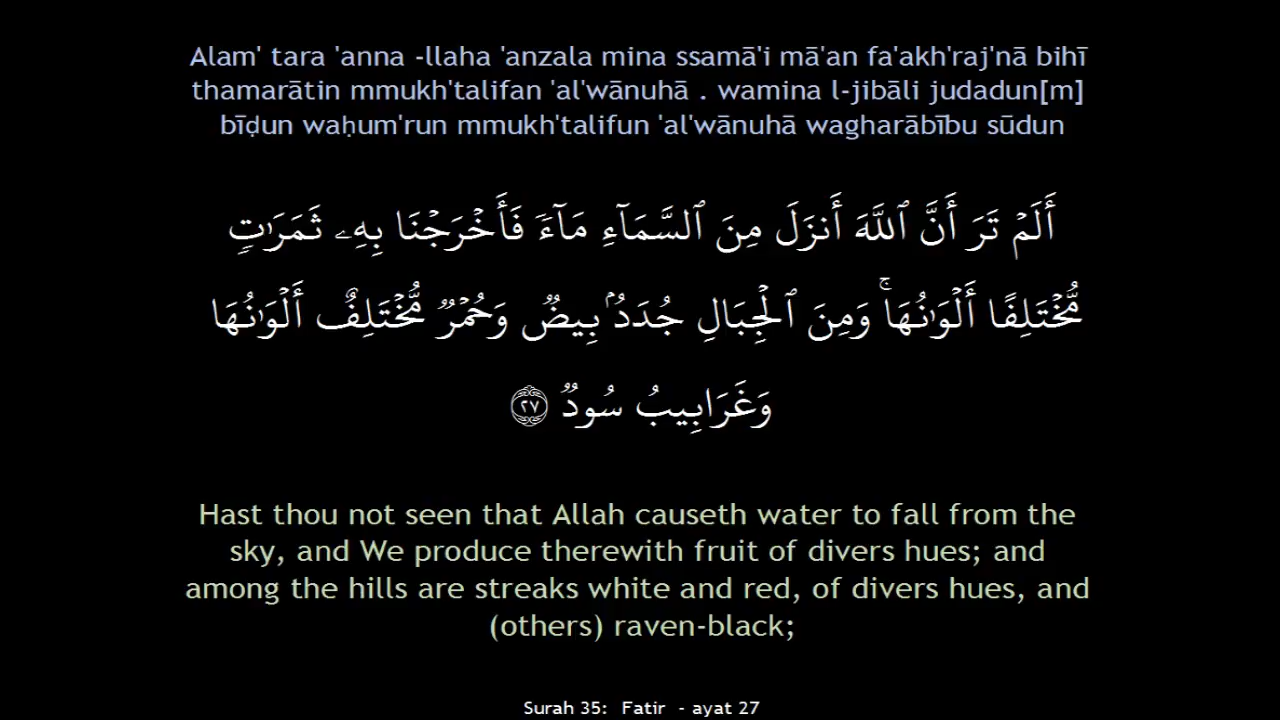 Alam' tara 'anna -llaha 'anzala mina ssamā'i mā'an fa'akh'raj'nā bihī
thamarātin mmukh'talifan 'al'wānuhā . wamina l-jibāli judadun[m]
bīḍun waḥum'run mmukh'talifun 'al'wānuhā wagharābību sūdun
أَلَمْ تَرَ أَنَّ ٱللَّهَ أَنزَلَ مِنَ ٱلسَّمَآءِ مَآءً فَأَخْرَجْنَا بِهِۦ ثَمَرَٰتٍ
مُّخْتَلِفًا أَلْوَٰنُهَا ۚ وَمِنَ ٱلْجِبَالِ جُدَدٌۢ بِيضٌ وَحُمْرٌ مُّخْتَلِفٌ أَلْوَٰنُهَا
وَغَرَابِيبُ سُودٌ ٢٧
Hast thou not seen that Allah causeth water to fall from the
sky, and We produce therewith fruit of divers hues; and
among the hills are streaks white and red, of divers hues, and
(others) raven-black;
Surah 35: Fatir - ayat 27